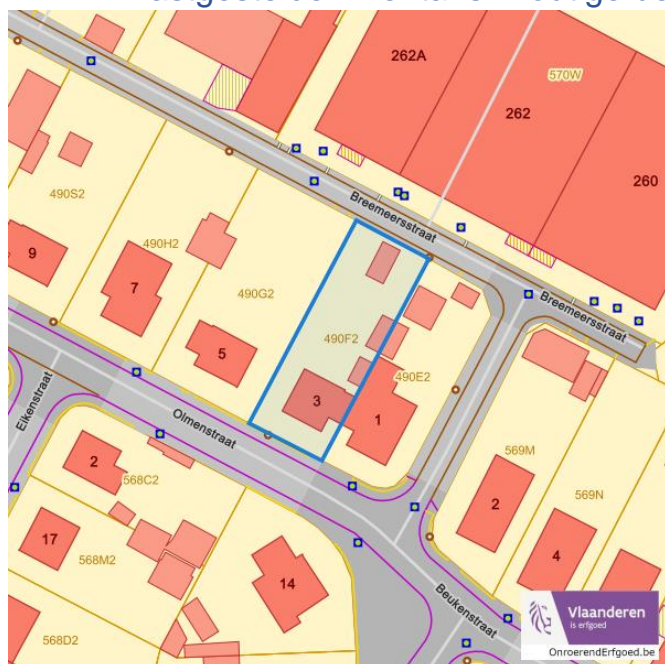 262A
570W
262
260
490S2
Breemeersstraat
9
490H2
7
490G2
5
490F2
3
490E2
1
Breemeersstraat
Eikenstraat
Olmenstraat
2
568C2
17
568M2
14
569M
2
569N
4
Beukenstraat
568D2
Vlaanderen
is erfgoed
OnroerendErfgoed.be